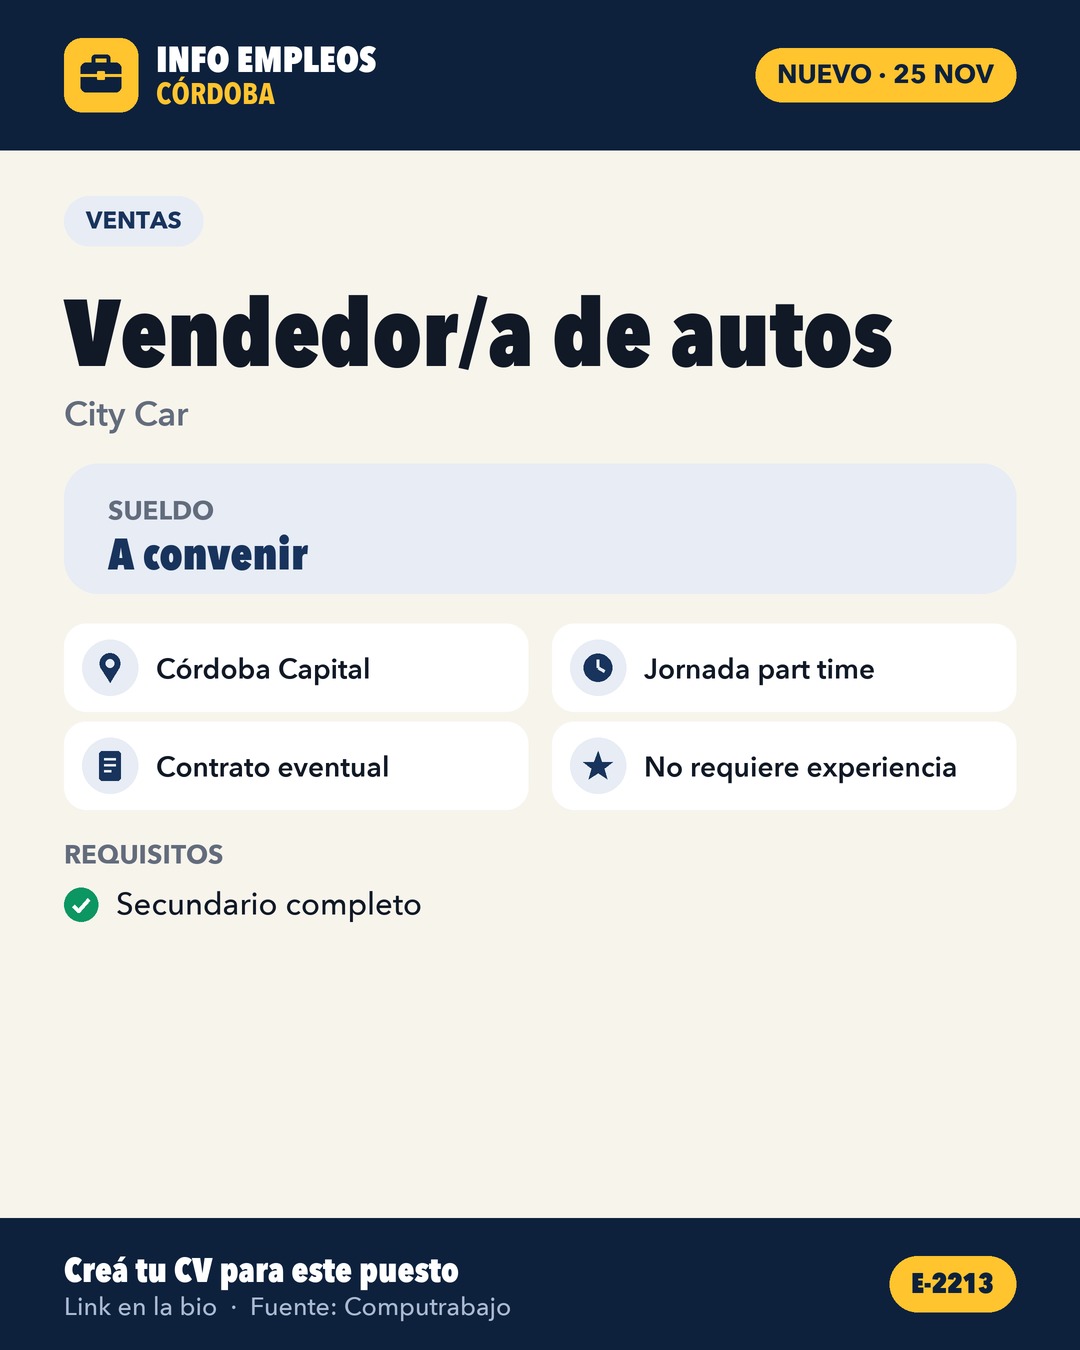 INFO EMPLEOS
CÓRDOBA
NUEVO · 25 NOV
VENTAS
Vendedor/a de autos
City Car
SUELDO
A convenir
Córdoba Capital
Jornada part time
Contrato eventual
No requiere experiencia
REQUISITOS
Secundario completo
Creá tu CV para este puesto
Link en la bio · Fuente: Computrabajo
E-2213